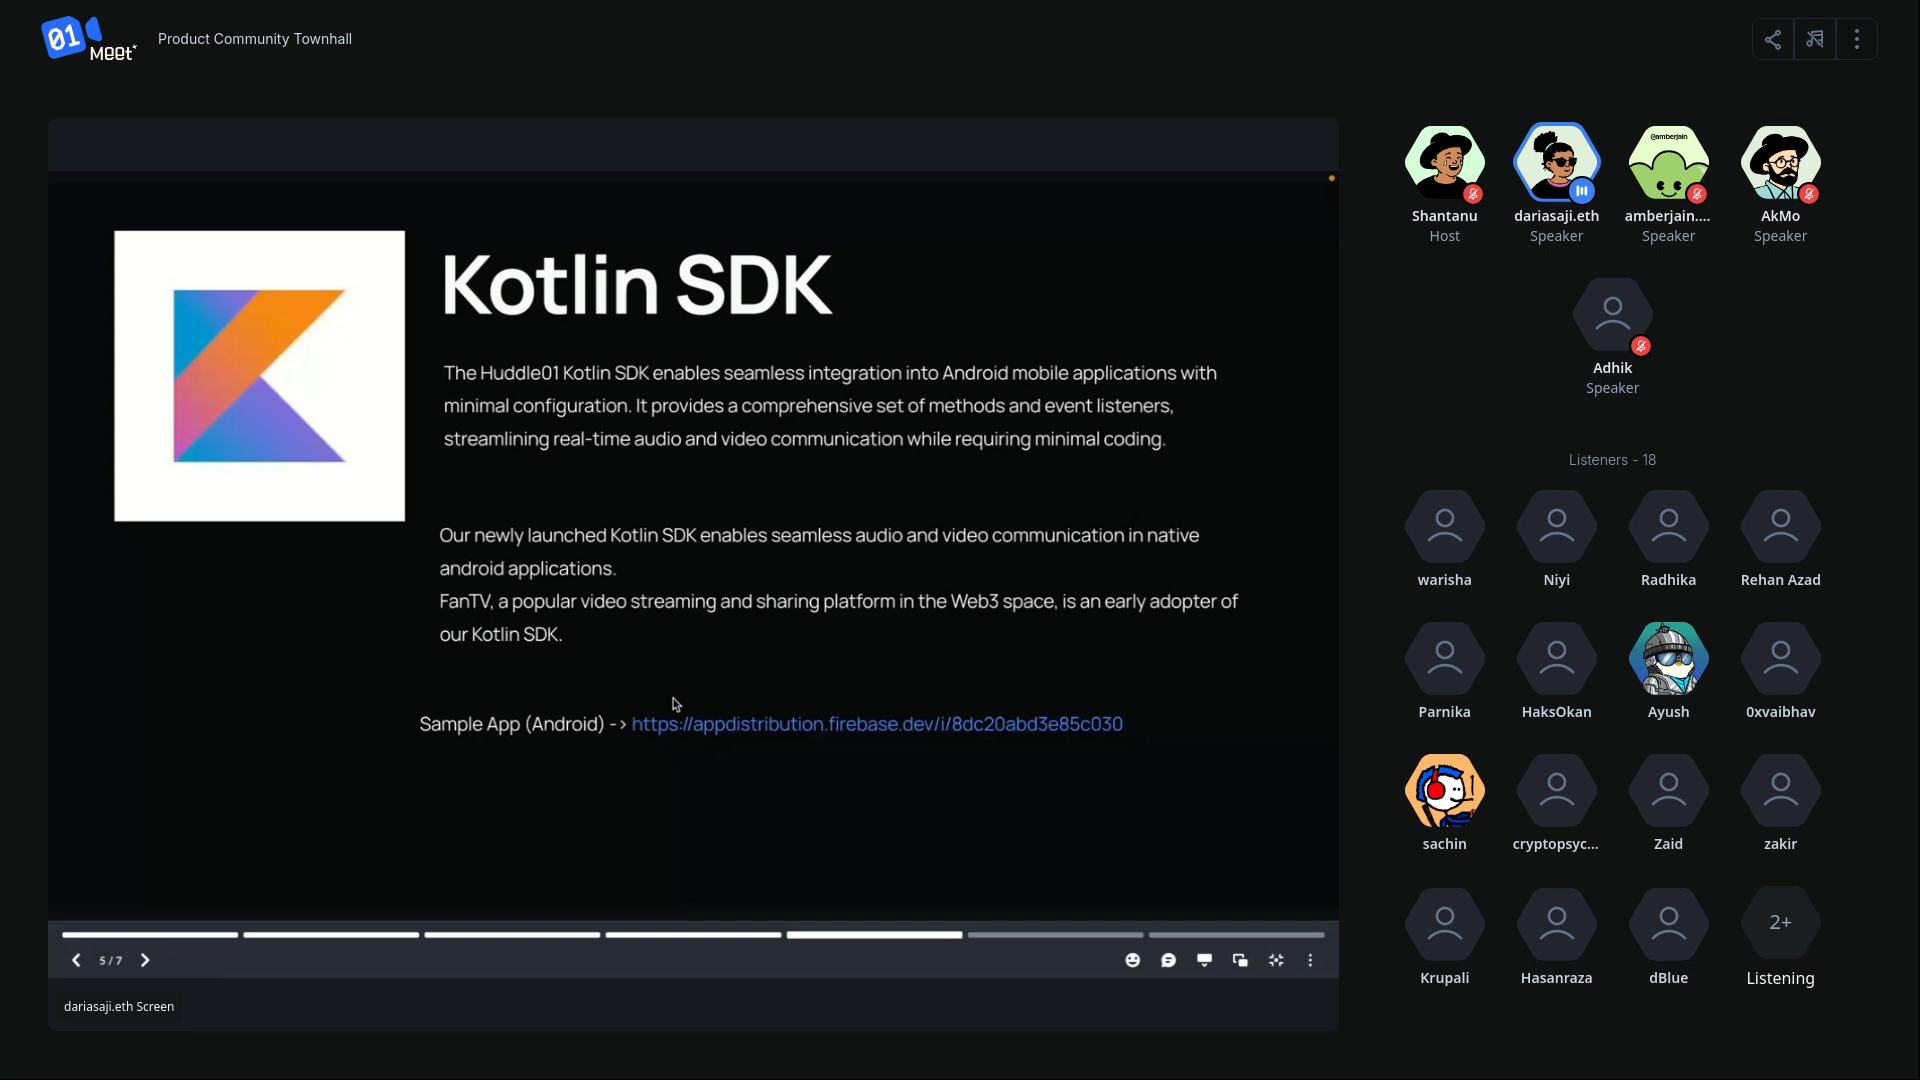 01
Meet
Product Community Townhall
Kotlin SDK
The Huddle01 Kotlin SDK enables seamless integration into Android mobile applications with
minimal configuration. It provides a comprehensive set of methods and event listeners,
streamlining real-time audio and video communication while requiring minimal coding.
Our newly launched Kotlin SDK enables seamless audio and video communication in native
android applications.
FanTV, a popular video streaming and sharing platform in the Web3 space, is an early adopter of
our Kotlin SDK.
Sample App (Android) -> https://appdistribution.firebase.dev/i/8dc20abd3e85c030
5 / 7
dariasaji.eth Screen
@amberjain
Shantanu dariasaji.eth amberjain.... AkMo
Host Speaker Speaker Speaker
Adhik
Speaker
Listeners - 18
warisha Niyi Radhika Rehan Azad
Parnika HaksOkan Ayush 0xvaibhav
sachin cryptopsyc... Zaid zakir
2+
Krupali Hasanraza dBlue Listening